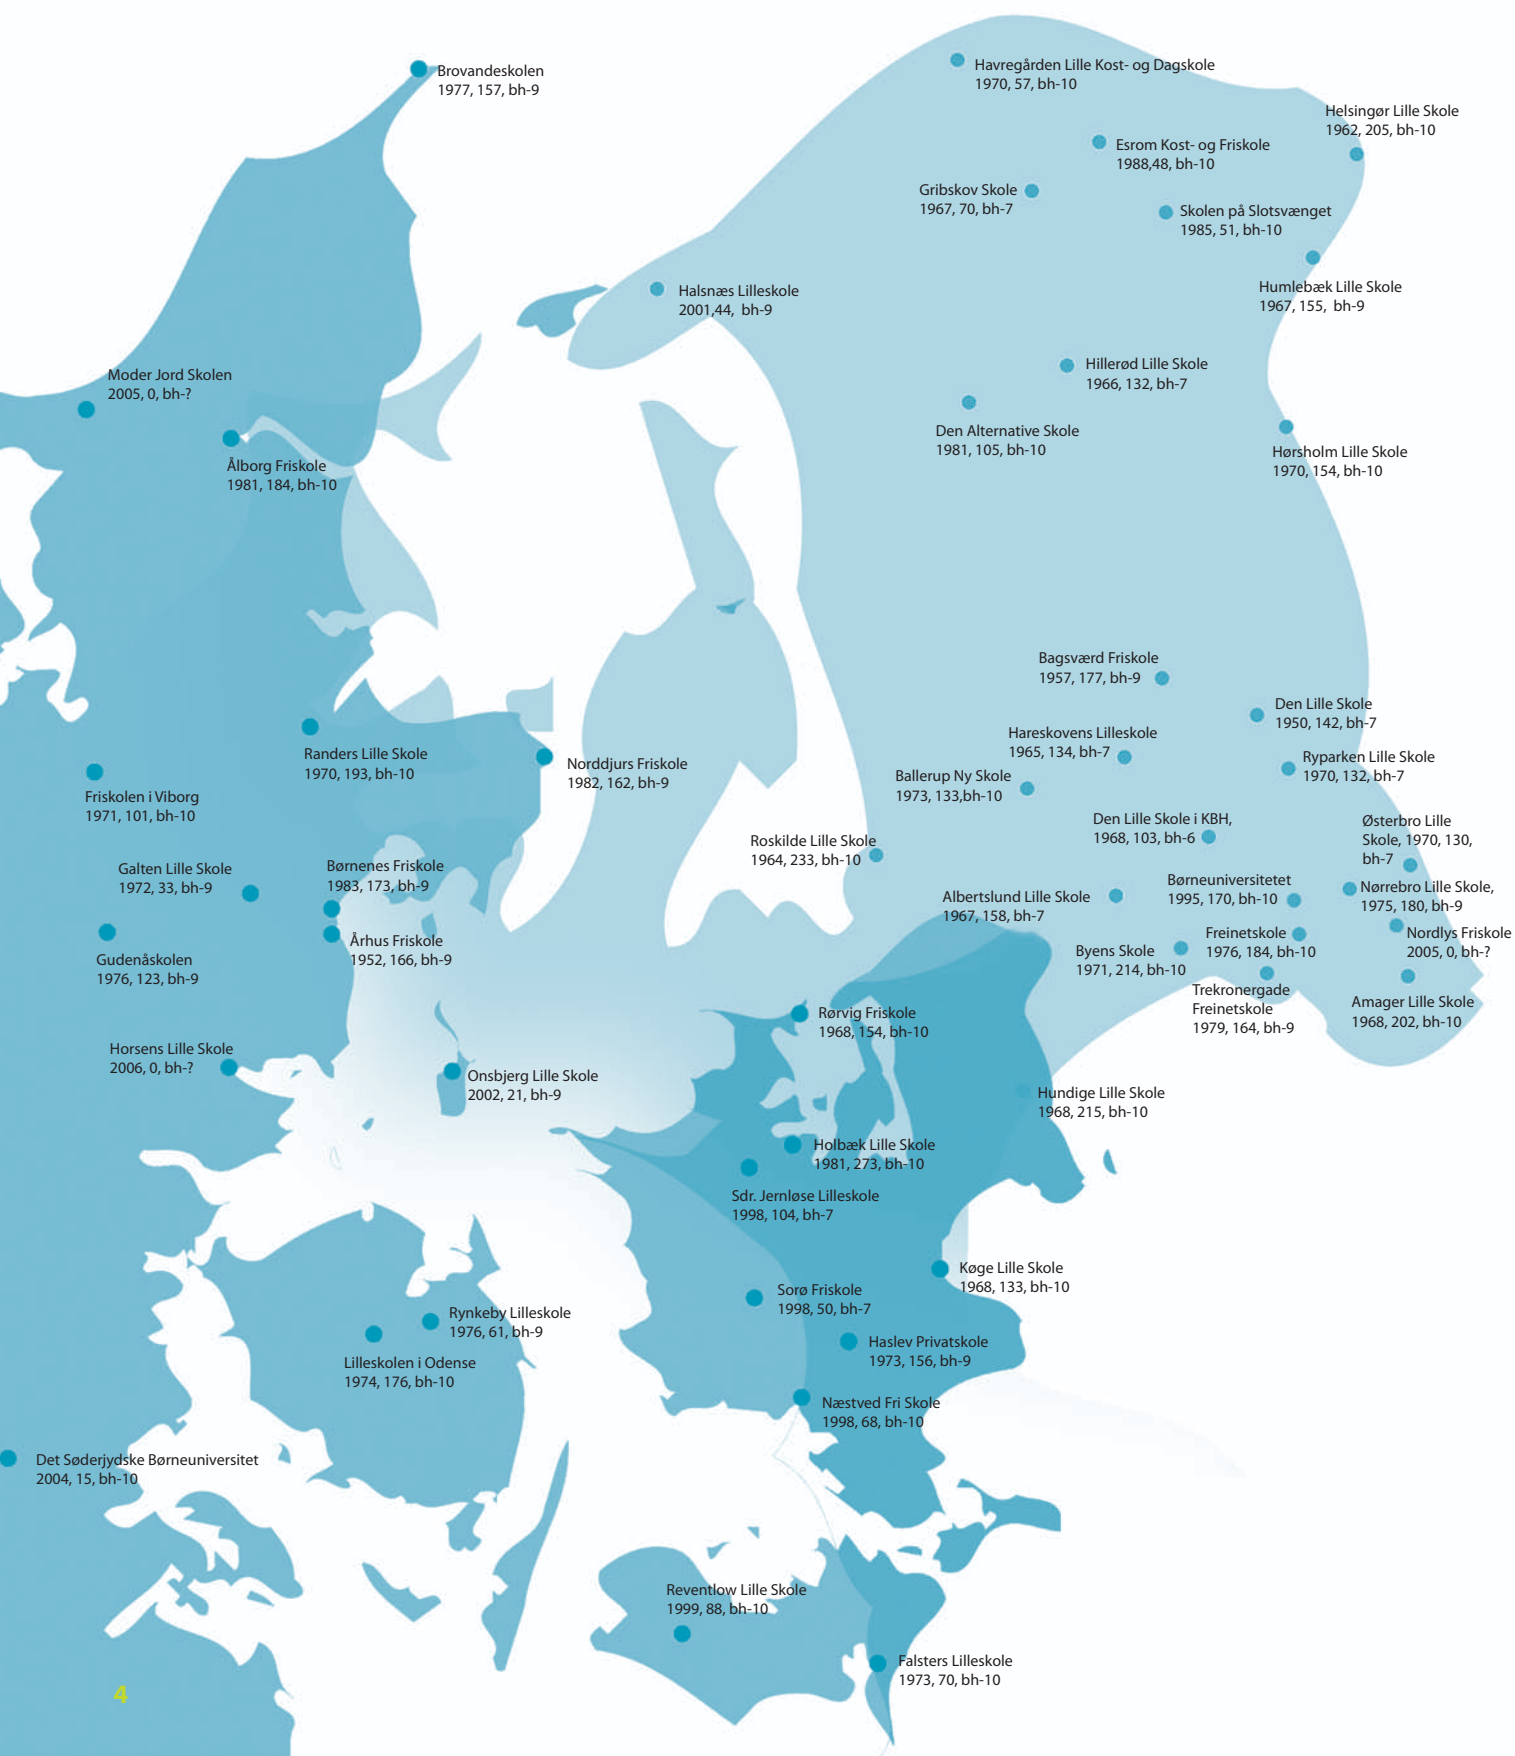 Brovandeskolen
1977, 157, bh-9
Havregården Lille Kost- og Dagskole
1970, 57, bh-10
Helsingør Lille Skole
1962, 205, bh-10
Esrom Kost- og Friskole
1988,48, bh-10
Gribskov Skole
1967, 70, bh-7
Skolen på Slotsvænget
1985, 51, bh-10
Humlebæk Lille Skole
1967, 155, bh-9
Halsnæs Lilleskole
2001,44, bh-9
Hillerød Lille Skole
1966, 132, bh-7
Moder Jord Skolen
2005, 0, bh-?
Den Alternative Skole
1981, 105, bh-10
Hørsholm Lille Skole
1970, 154, bh-10
Ålborg Friskole
1981, 184, bh-10
Bagsværd Friskole
1957, 177, bh-9
Den Lille Skole
1950, 142, bh-7
Hareskovens Lilleskole
1965, 134, bh-7
Ryparken Lille Skole
1970, 132, bh-7
Randers Lille Skole
1970, 193, bh-10
Norddjurs Friskole
1982, 162, bh-9
Ballerup Ny Skole
1973, 133,bh-10
Friskolen i Viborg
1971, 101, bh-10
Den Lille Skole i KBH,
1968, 103, bh-6
Østerbro Lille
Skole, 1970, 130,
bh-7
Roskilde Lille Skole
1964, 233, bh-10
Galten Lille Skole
1972, 33, bh-9
Børnenes Friskole
1983, 173, bh-9
Børneuniversitetet
1995, 170, bh-10
Nørrebro Lille Skole,
1975, 180, bh-9
Albertslund Lille Skole
1967, 158, bh-7
Århus Friskole
1952, 166, bh-9
Freinetskole
1976, 184, bh-10
Nordlys Friskole
2005, 0, bh-?
Gudenåskolen
1976, 123, bh-9
Byens Skole
1971, 214, bh-10
Trekronergade
Freinetskole
1979, 164, bh-9
Amager Lille Skole
1968, 202, bh-10
Rørvig Friskole
1968, 154, bh-10
Horsens Lille Skole
2006, 0, bh-?
Onsbjerg Lille Skole
2002, 21, bh-9
Hundige Lille Skole
1968, 215, bh-10
Holbæk Lille Skole
1981, 273, bh-10
Sdr. Jernløse Lilleskole
1998, 104, bh-7
Køge Lille Skole
1968, 133, bh-10
Sorø Friskole
1998, 50, bh-7
Rynkeby Lilleskole
1976, 61, bh-9
Haslev Privatskole
1973, 156, bh-9
Lilleskolen i Odense
1974, 176, bh-10
Næstved Fri Skole
1998, 68, bh-10
Det Søderjydske Børneuniversitet
2004, 15, bh-10
Reventlow Lille Skole
1999, 88, bh-10
Falsters Lilleskole
1973, 70, bh-10
4